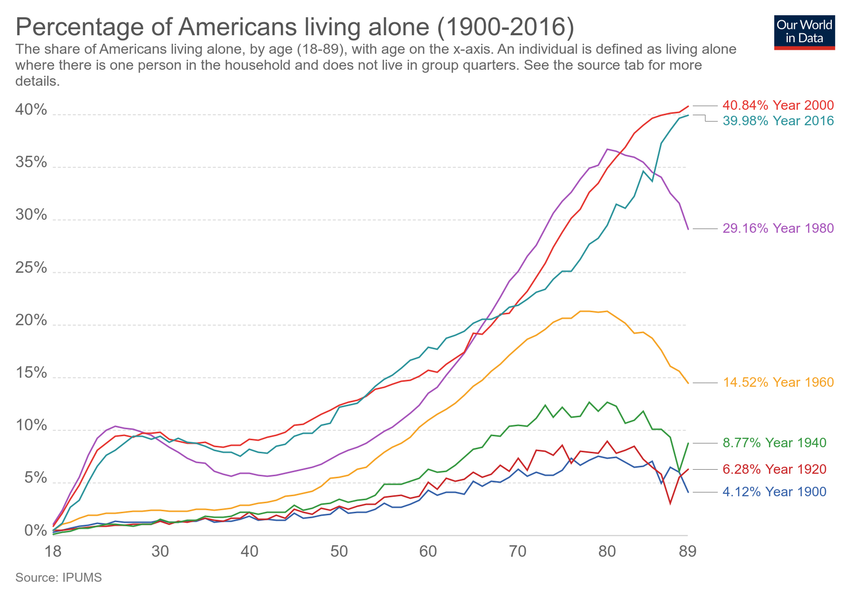 Percentage of Americans living alone (1900-2016)
Our World
in Data
The share of Americans living alone, by age (18-89), with age on the x-axis. An individual is defined as living alone
where there is one person in the household and does not live in group quarters. See the source tab for more
details.
40%
35%
30%
25%
20%
15%
10%
5%
0%
40.84% Year 2000
39.98% Year 2016
29.16% Year 1980
14.52% Year 1960
8.77% Year 1940
6.28% Year 1920
4.12% Year 1900
18 30 40 50 60 70 80 89
Source: IPUMS